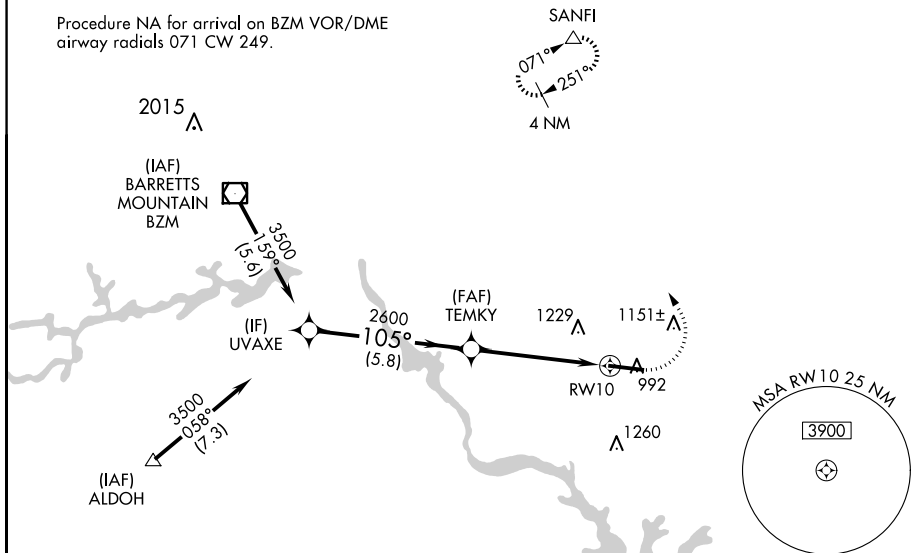 Procedure NA for arrival on BZM VOR/DME
airway radials 071 CW 249.
SANFI
071°
251°
4 NM
2015
(IAF)
BARRETTS
MOUNTAIN
BZM
3500
159°
(5.6)
(IF)
UVAXE
2600
105°
(5.8)
(FAF)
TEMKY
1229
1151±
RW10
992
1260
3500
058°
(7.3)
(IAF)
ALDOH
MSA RW10 25 NM
3900